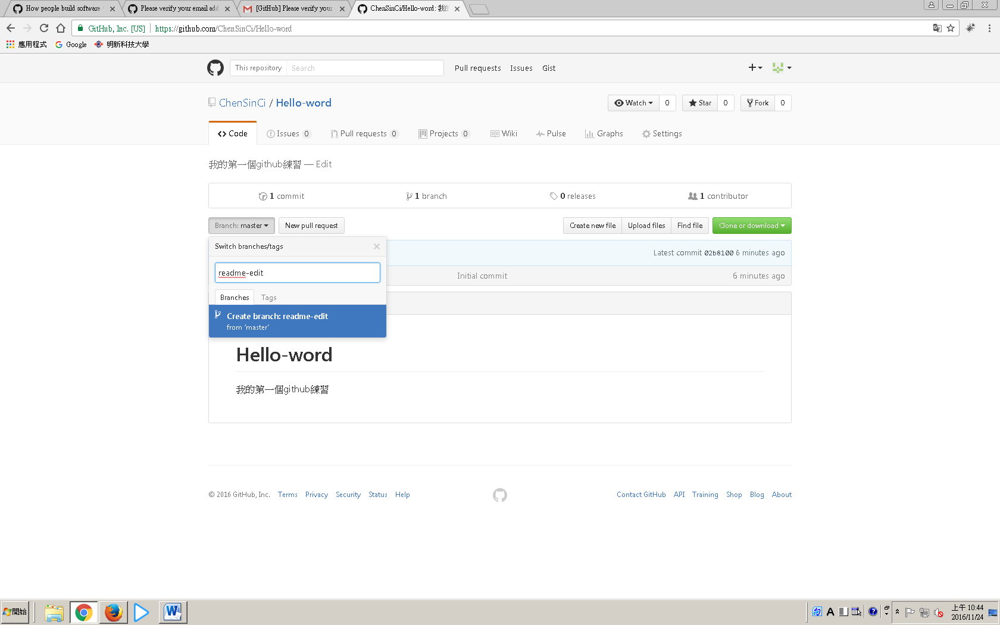 How people build software
Please verify your email add
[GitHub] Please verify your
ChenSinCi/Hello-word: 我的
GitHub, Inc. [US] https://github.com/ChenSinCi/Hello-word
應用程式 Google 明新科技大學
This repository Search Pull requests Issues Gist
ChenSinCi / Hello-word Watch 0 Star 0 Fork 0
Code Issues 0 Pull requests 0 Projects 0 Wiki Pulse Graphs Settings
我的第一個github練習 — Edit
1 commit 1 branch 0 releases 1 contributor
Branch: master New pull request Create new file Upload files Find file Clone or download
Switch branches/tags
Latest commit 02b8100 6 minutes ago
readme-edit
Initial commit 6 minutes ago
Branches Tags
Create branch: readme-edit
from ‘master’
Hello-word
我的第一個github練習
© 2016 GitHub, Inc. Terms Privacy Security Status Help Contact GitHub API Training Shop Blog About
開始
上午 10:44
2016/11/24